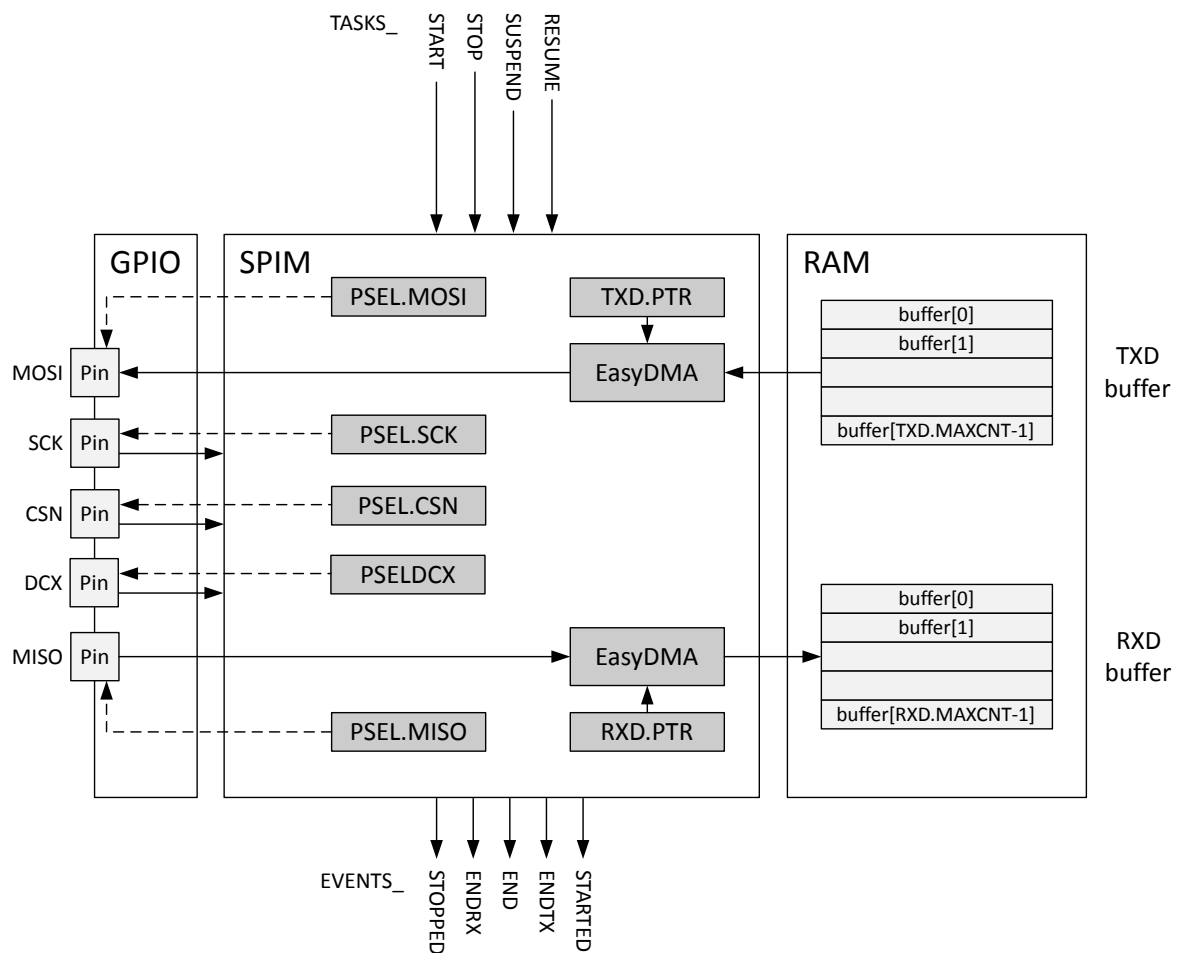 TASKS_
START
STOP
SUSPEND
RESUME
GPIO
SPIM
RAM
PSEL.MOSI
TXD.PTR
buffer[0]
buffer[1]
buffer[TXD.MAXCNT-1]
TXD
buffer
MOSI
Pin
EasyDMA
SCK
Pin
PSEL.SCK
CSN
Pin
PSEL.CSN
DCX
Pin
PSELDCX
MISO
Pin
EasyDMA
buffer[0]
buffer[1]
buffer[RXD.MAXCNT-1]
RXD
buffer
PSEL.MISO
RXD.PTR
EVENTS_
STOPPED
ENDRX
END
ENDTX
STARTED